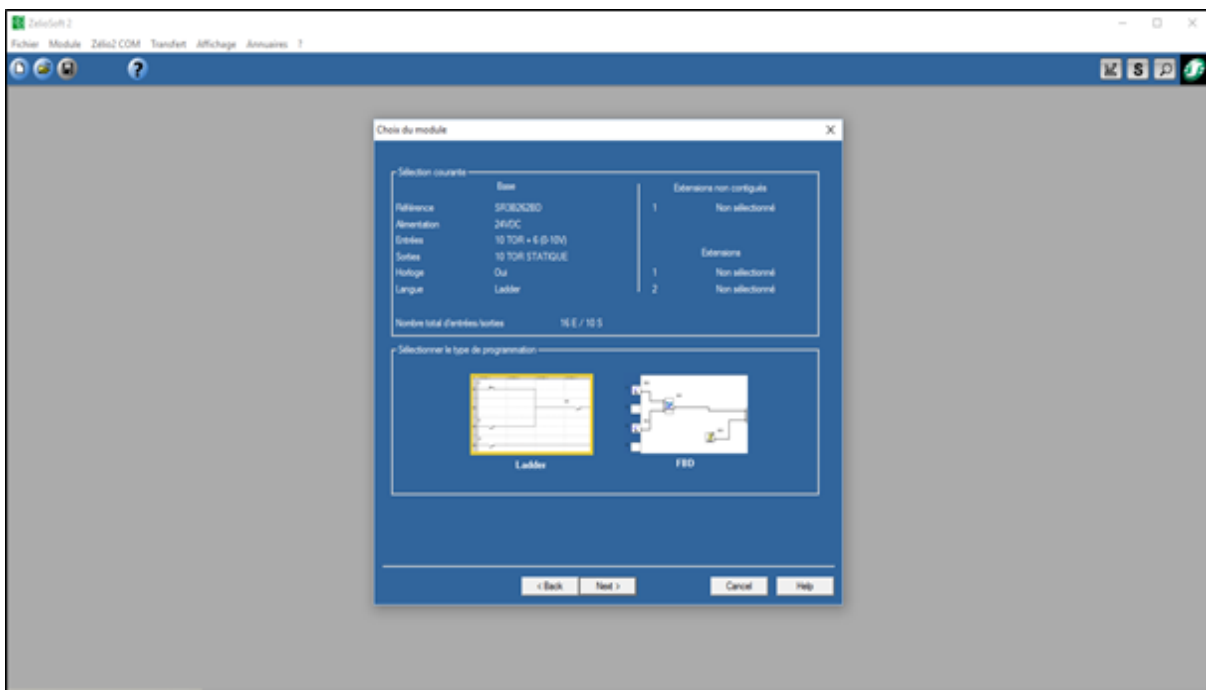 ZelioSoft 2
Fichier Module Zélio2 COM Transfert Affichage Annuaires ?
Choix du module
Sélection courante
Base
Extensions non contiguës
Référence SR3B262BD 1 Non sélectionné
Alimentation 24VDC
Entrées 10 TOR + 6 (0-10V)
Sorties 10 TOR STATIQUE Extensions
Horloge Oui 1 Non sélectionné
Langue Ladder 2 Non sélectionné
Nombre total d'entrées/sorties 16 E / 10 S
Sélectionner le type de programmation
Ladder FBD
< Back Next > Cancel Help